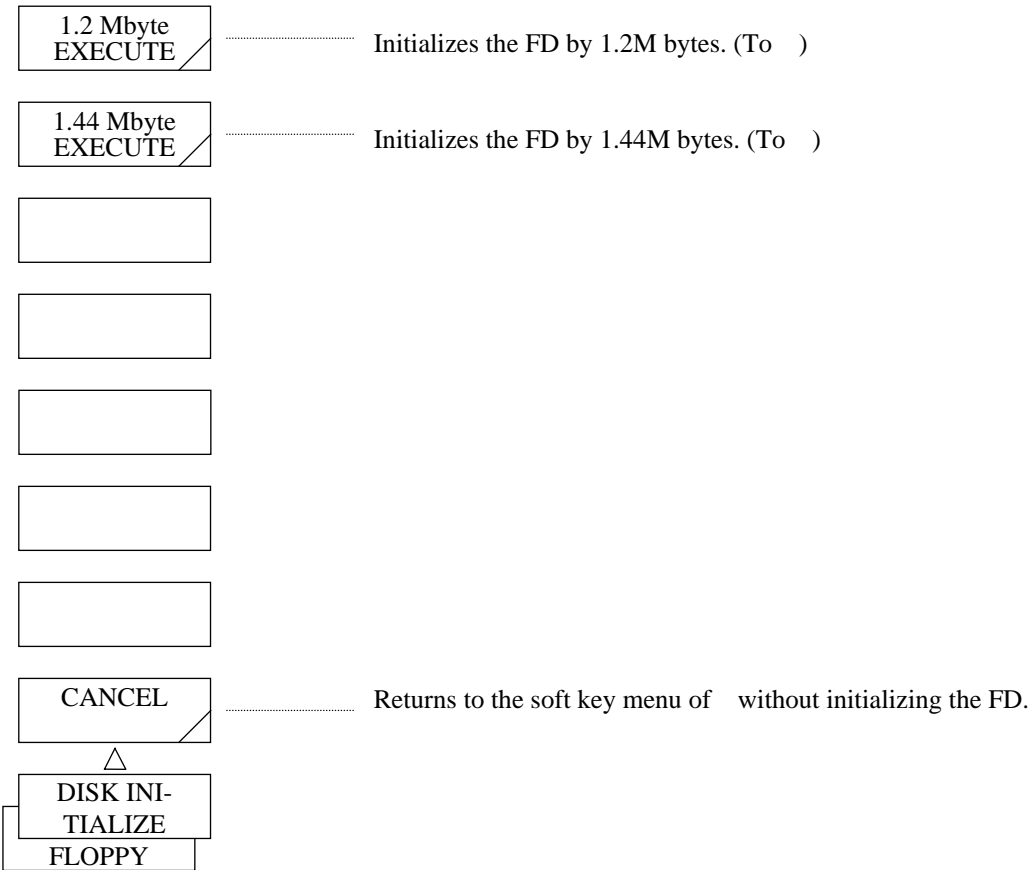 1.2 Mbyte
EXECUTE
Initializes the FD by 1.2M bytes. (To )
1.44 Mbyte
EXECUTE
Initializes the FD by 1.44M bytes. (To )
CANCEL
Returns to the soft key menu of without initializing the FD.
DISK INI-
TIALIZE
FLOPPY